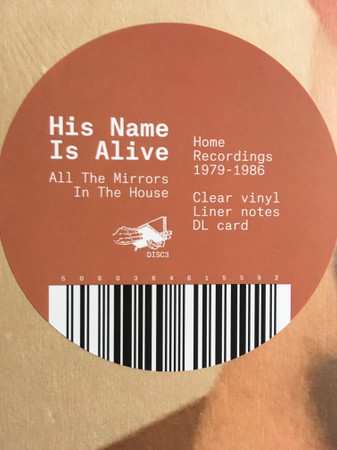 His Name
Is Alive
All The Mirrors
In The House
Home
Recordings
1979-1986
Clear vinyl
Liner notes
DL card
DISC3
5060384615592